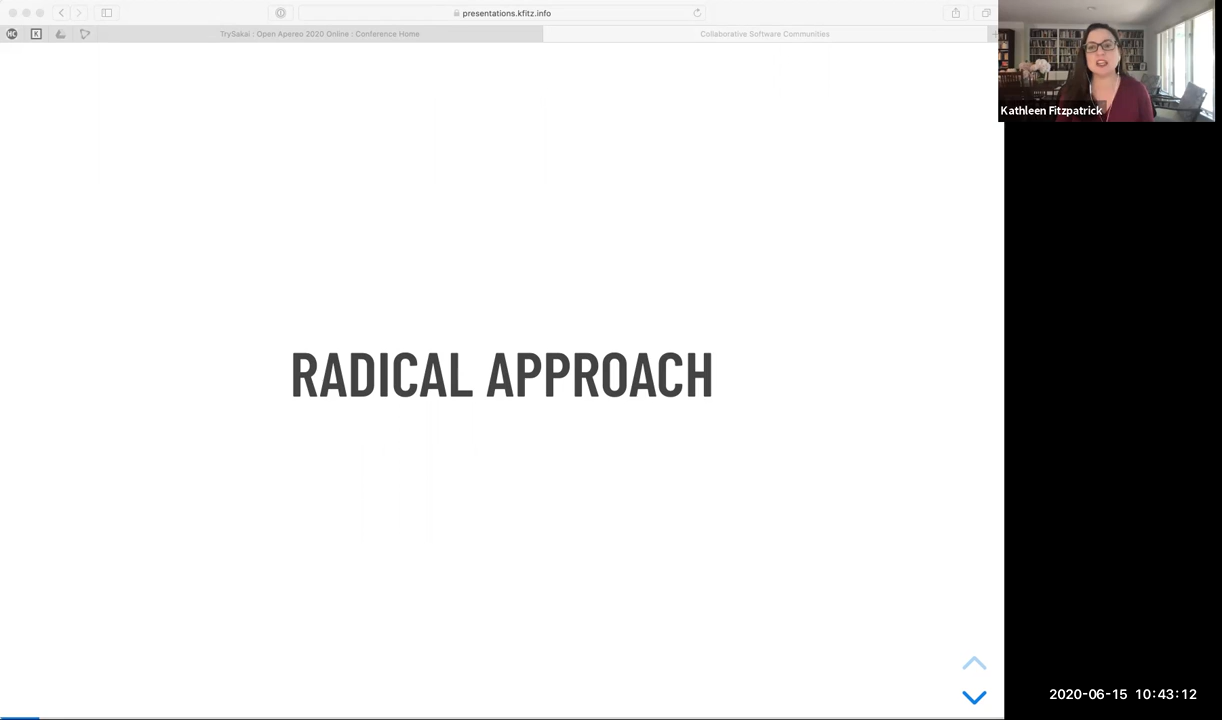 presentations.kfitz.info
HC
K
TrySakai : Open Apereo 2020 Online : Conference Home
Collaborative Software Communities
Kathleen Fitzpatrick
RADICAL APPROACH
2020-06-15 10:43:12